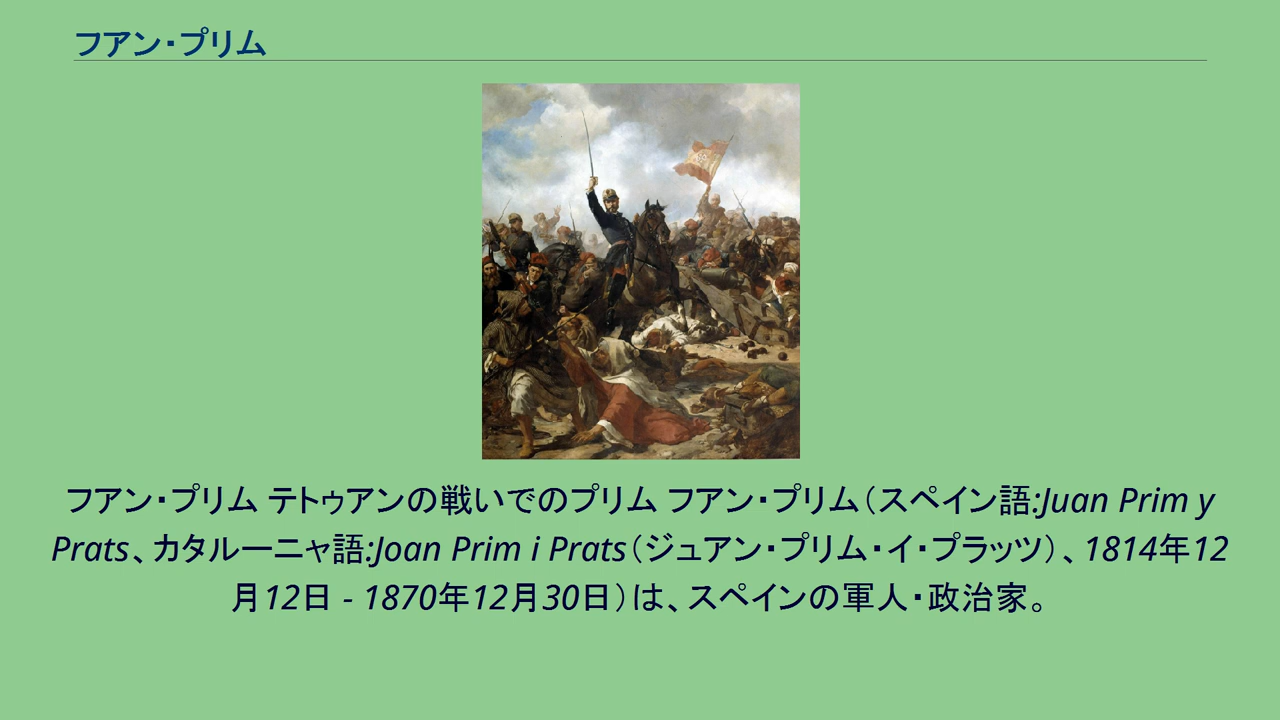 フアン・プリム
フアン・プリム テトゥアンの戦いでのプリム フアン・プリム（スペイン語:Juan Prim y
Prats、カタルーニャ語:Joan Prim i Prats（ジュアン・プリム・イ・プラッツ）、1814年12
月12日 - 1870年12月30日）は、スペインの軍人・政治家。